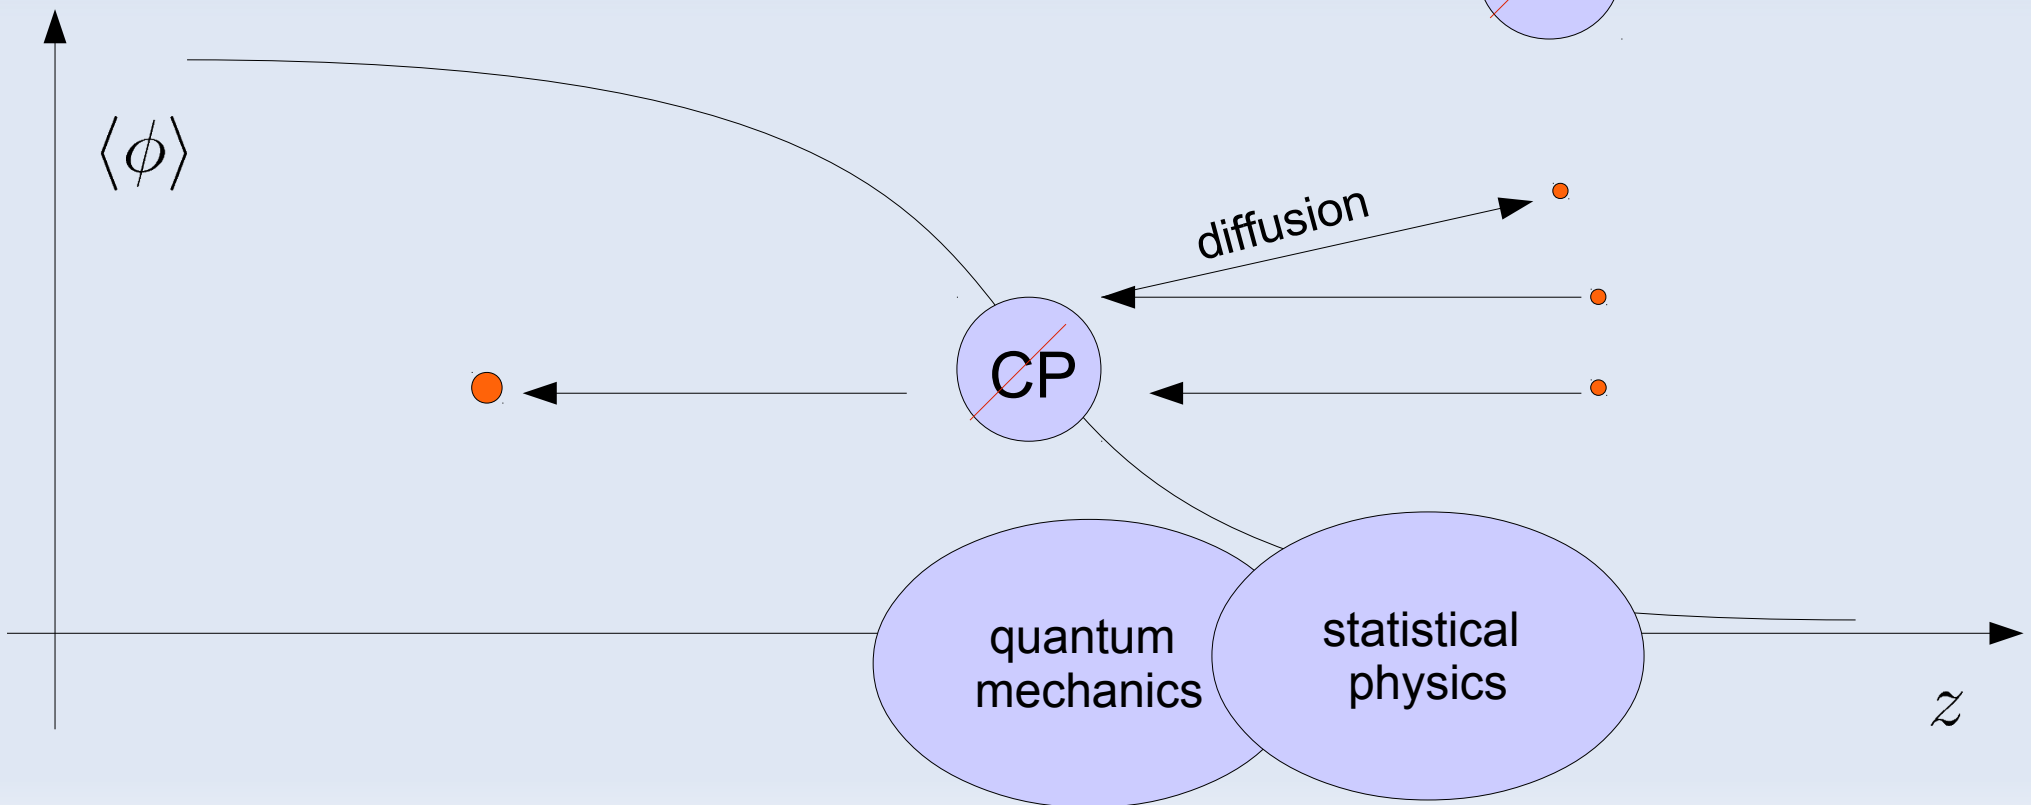 ⟨ϕ⟩
diffusion
CP
quantum
mechanics
statistical
physics
z